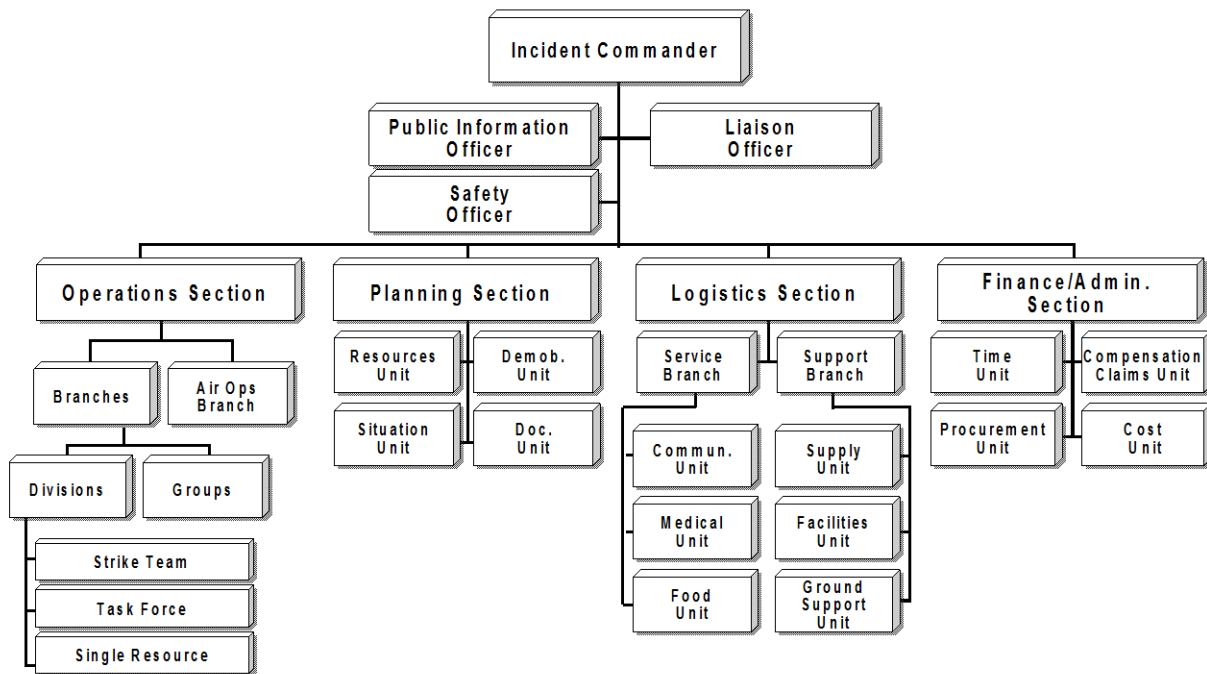 Incident Commander
Public Information
Officer
Liaison
Officer
Safety
Officer
Operations Section
Planning Section
Logistics Section
Finance/Admin.
Section
Branches
Air Ops
Branch
Divisions
Groups
Strike Team
Task Force
Single Resource
Resources
Unit
Demob.
Unit
Situation
Unit
Doc.
Unit
Service
Branch
Support
Branch
Commun.
Unit
Medical
Unit
Food
Unit
Supply
Unit
Facilities
Unit
Ground
Support
Unit
Time
Unit
Compensation
Claims Unit
Procurement
Unit
Cost
Unit